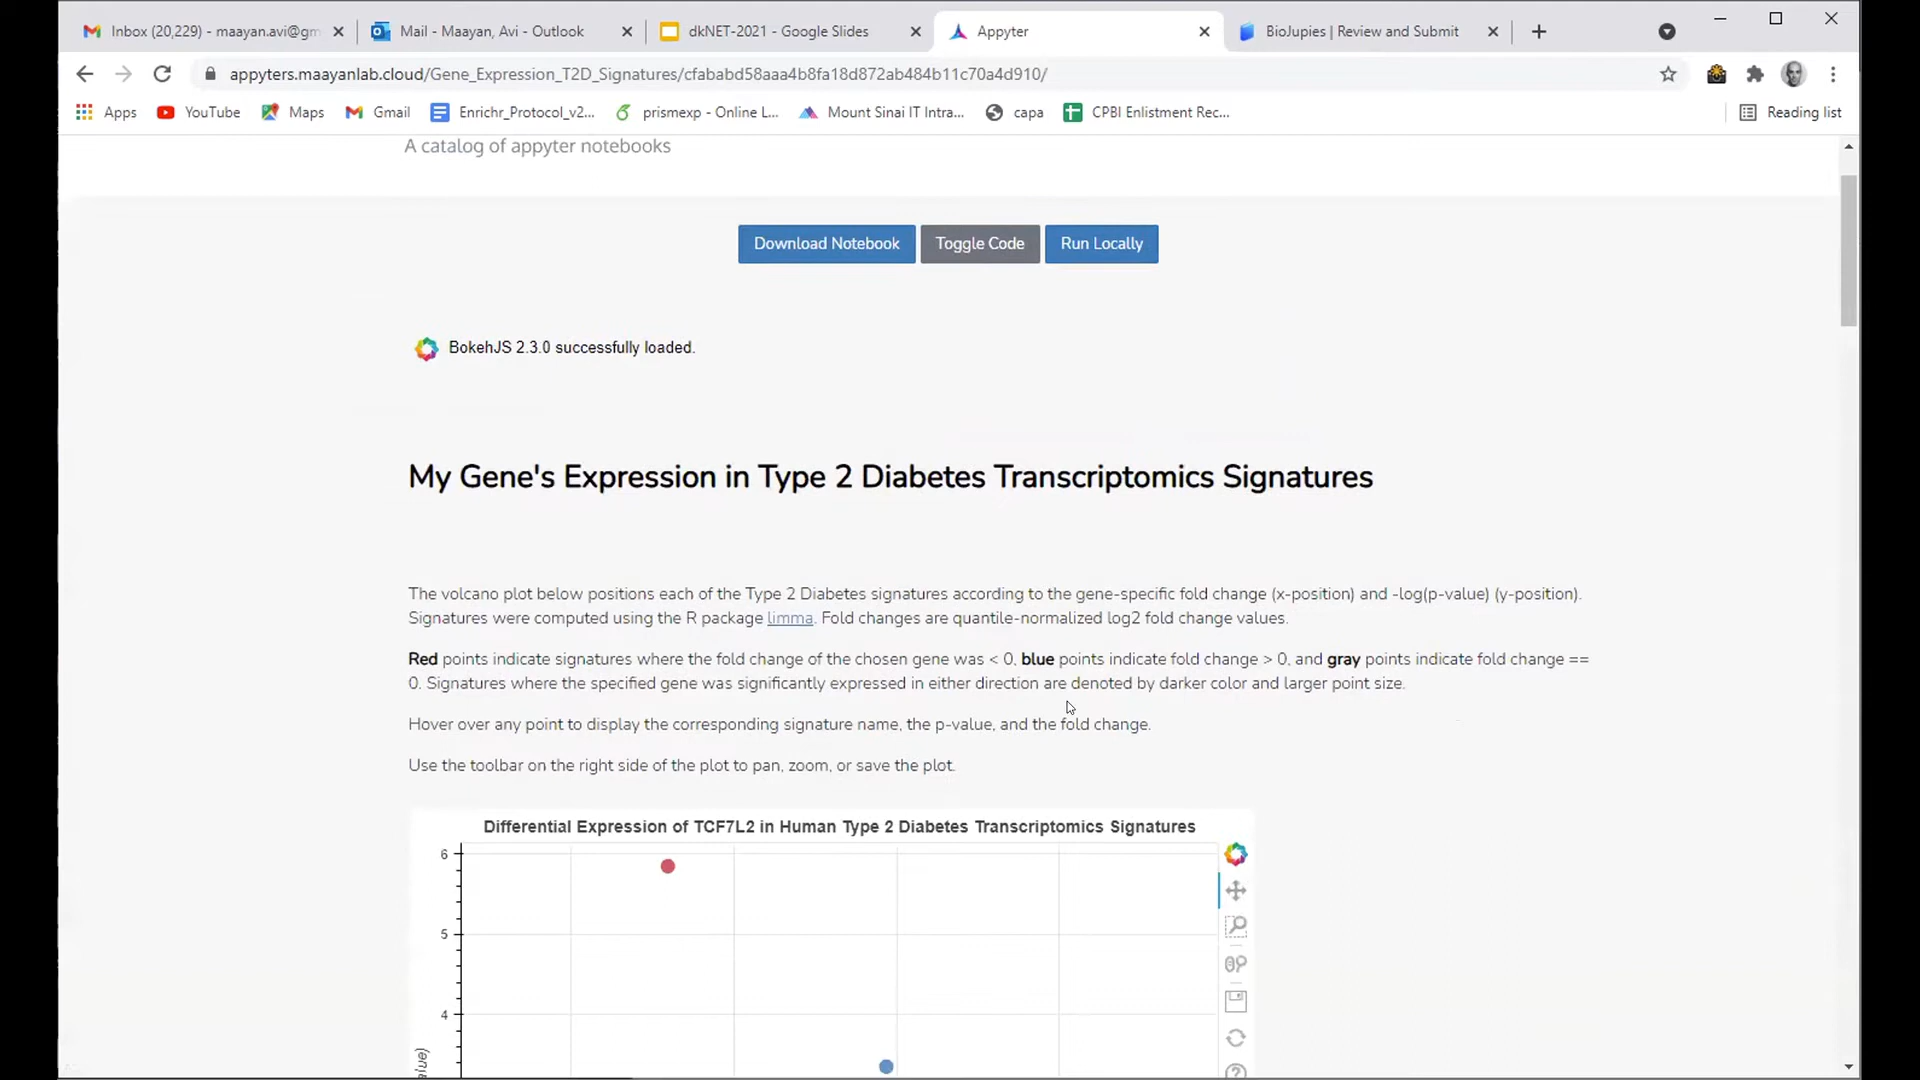 Inbox (20,229) - maayan.avi@gm
Mail - Maayan, Avi - Outlook
dkNET-2021 - Google Slides
Appyter
BioJupies | Review and Submit
appyters.maayanlab.cloud/Gene_Expression_T2D_Signatures/cfababd58aaa4b8fa18d872ab484b11c70a4d910/
Apps
YouTube
Maps
Gmail
Enrichr_Protocol_v2...
prismexp - Online L...
Mount Sinai IT Intra...
capa
CPBI Enlistment Rec...
Reading list
A catalog of appyter notebooks
Download Notebook
Toggle Code
Run Locally
BokehJS 2.3.0 successfully loaded.
My Gene's Expression in Type 2 Diabetes Transcriptomics Signatures
The volcano plot below positions each of the Type 2 Diabetes signatures according to the gene-specific fold change (x-position) and -log(p-value) (y-position).
Signatures were computed using the R package limma. Fold changes are quantile-normalized log2 fold change values.
Red points indicate signatures where the fold change of the chosen gene was < 0, blue points indicate fold change > 0, and gray points indicate fold change ==
0. Signatures where the specified gene was significantly expressed in either direction are denoted by darker color and larger point size.
Hover over any point to display the corresponding signature name, the p-value, and the fold change.
Use the toolbar on the right side of the plot to pan, zoom, or save the plot.
Differential Expression of TCF7L2 in Human Type 2 Diabetes Transcriptomics Signatures
6
5
4